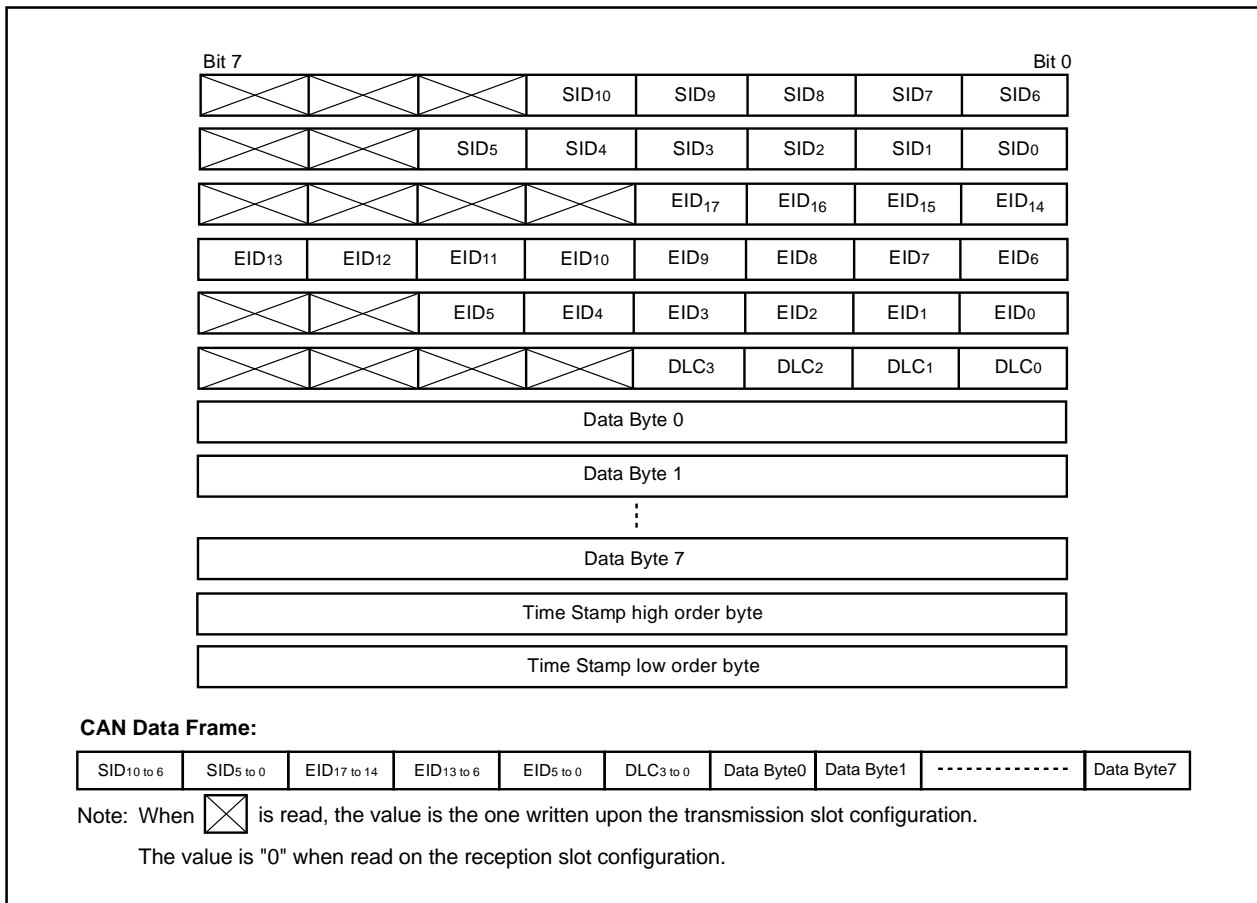 Bit 7 Bit 0
SID10 SID9 SID8 SID7 SID6
SID5 SID4 SID3 SID2 SID1 SID0
EID17 EID16 EID15 EID14
EID13 EID12 EID11 EID10 EID9 EID8 EID7 EID6
EID5 EID4 EID3 EID2 EID1 EID0
DLC3 DLC2 DLC1 DLC0
Data Byte 0
Data Byte 1
Data Byte 7
Time Stamp high order byte
Time Stamp low order byte
CAN Data Frame:
SID10 to 6 SID5 to 0 EID17 to 14 EID13 to 6 EID5 to 0 DLC3 to 0 Data Byte0 Data Byte1 Data Byte7
Note: When is read, the value is the one written upon the transmission slot configuration.
The value is "0" when read on the reception slot configuration.